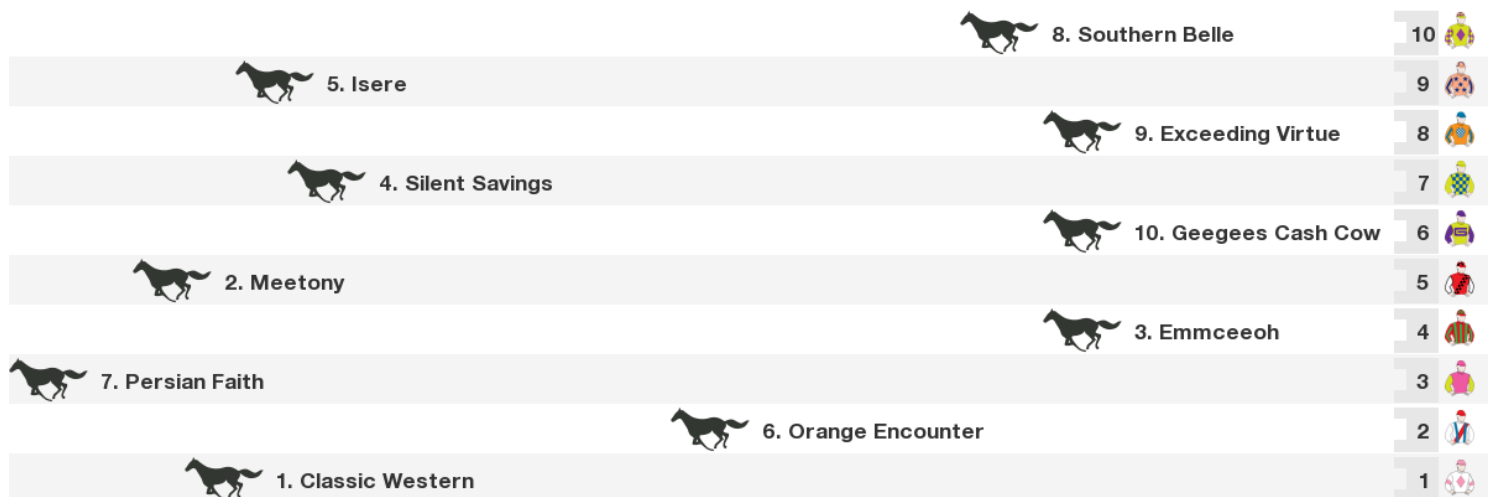 8. Southern Belle 10
5. Isere 9
9. Exceeding Virtue 8
4. Silent Savings 7
10. Geegees Cash Cow 6
2. Meetony 5
3. Emmceeoh 4
7. Persian Faith 3
6. Orange Encounter 2
1. Classic Western 1